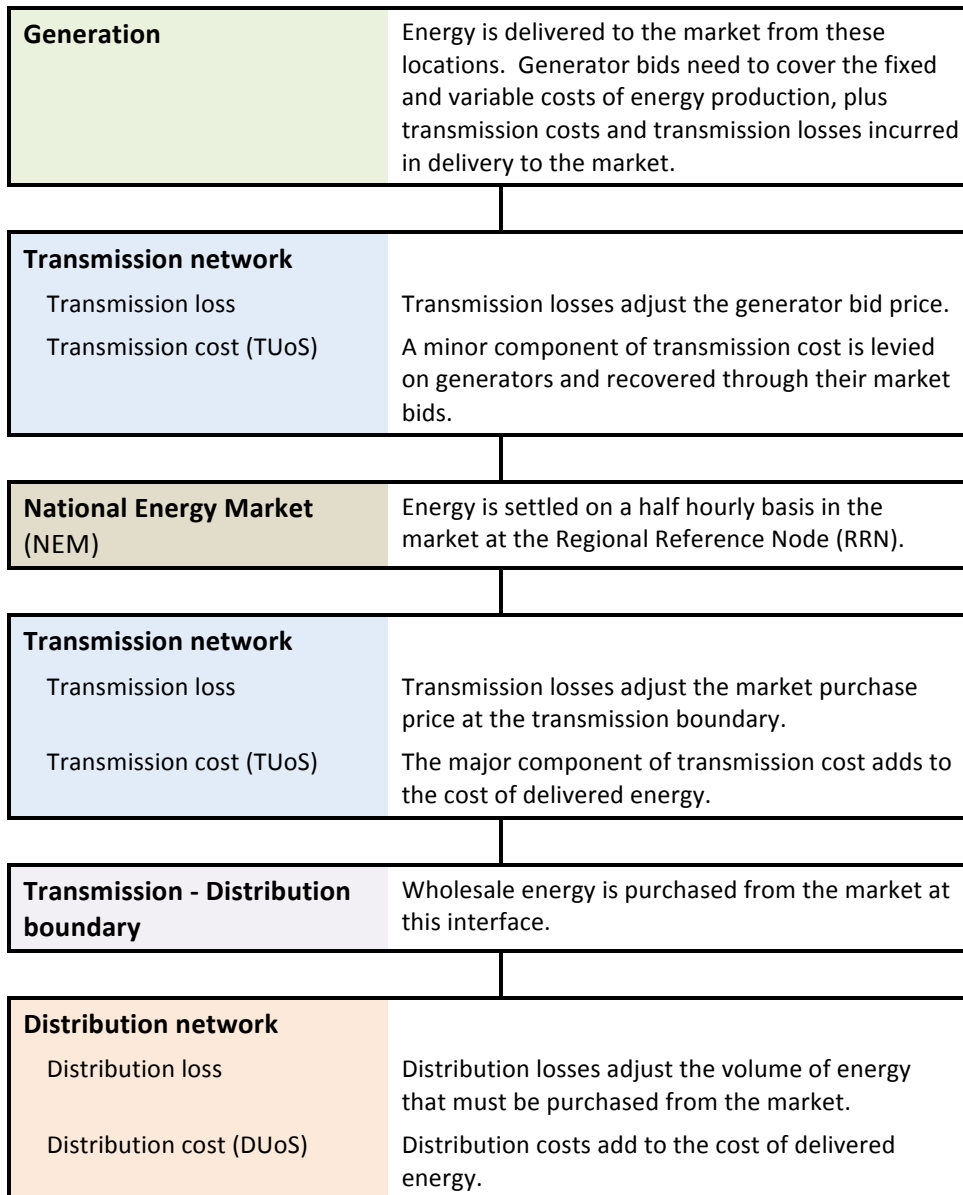 Generation
Energy is delivered to the market from these
locations.  Generator bids need to cover the fixed
and variable costs of energy production, plus
transmission costs and transmission losses incurred
in delivery to the market.
Transmission network
Transmission loss
Transmission losses adjust the generator bid price.
Transmission cost (TUoS)
A minor component of transmission cost is levied
on generators and recovered through their market
bids.
National Energy Market
(NEM)
Energy is settled on a half hourly basis in the
market at the Regional Reference Node (RRN).
Transmission network
Transmission loss
Transmission losses adjust the market purchase
price at the transmission boundary.
Transmission cost (TUoS)
The major component of transmission cost adds to
the cost of delivered energy.
Transmission - Distribution
boundary
Wholesale energy is purchased from the market at
this interface.
Distribution network
Distribution loss
Distribution losses adjust the volume of energy
that must be purchased from the market.
Distribution cost (DUoS)
Distribution costs add to the cost of delivered
energy.